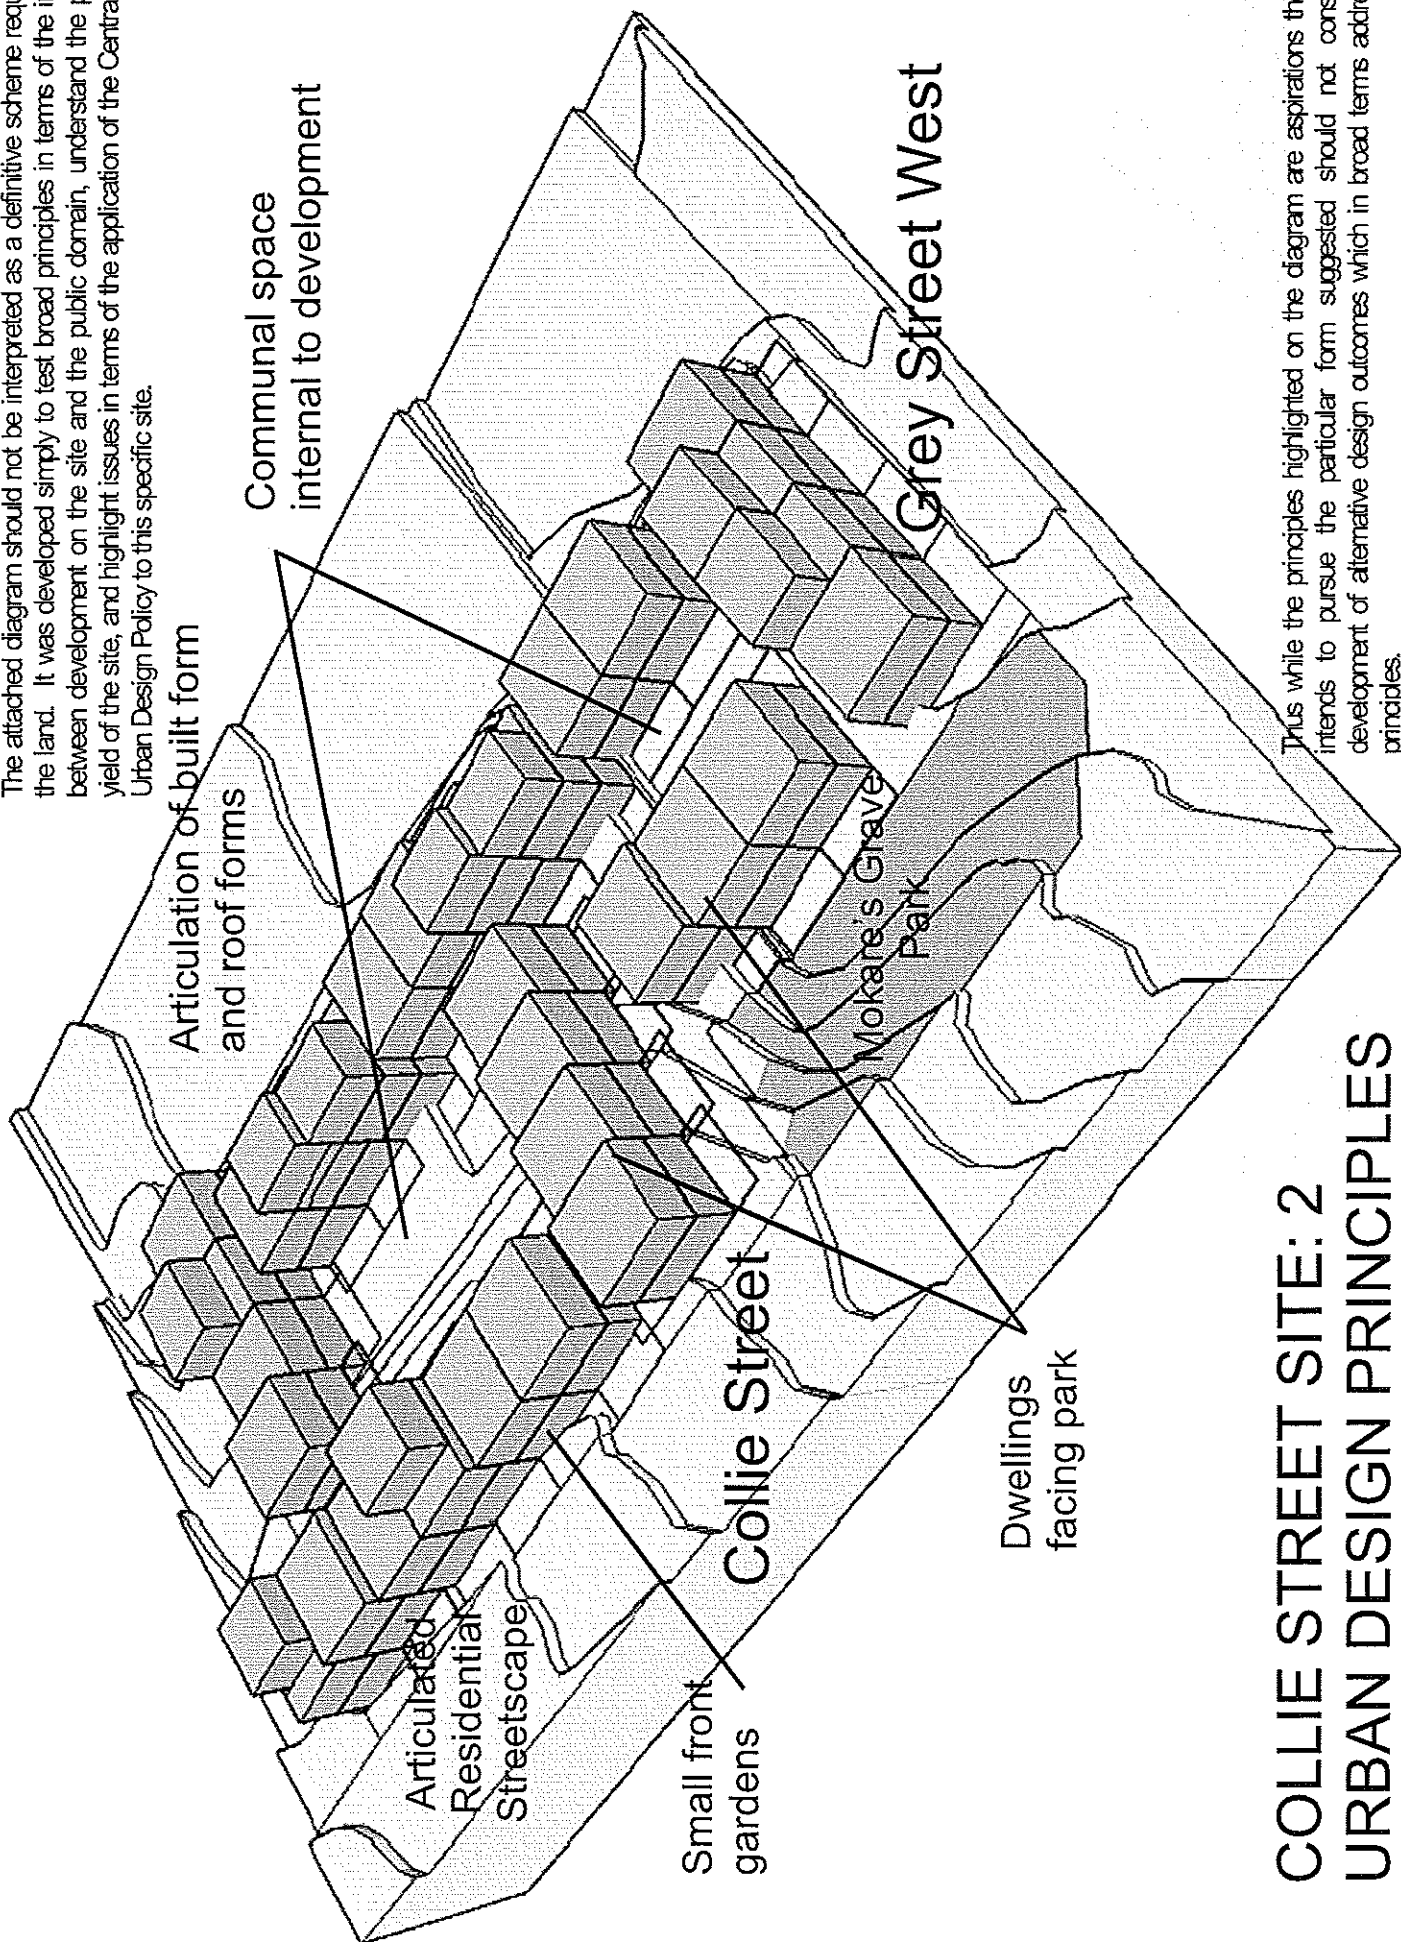 The attached diagram should not be interpreted as a definitive scheme
the land. It was developed simply to test broad principles in terms of the
between development on the site and the public domain, understand the
yield of the site, and highlight issues in terms of the application of the
Urban Design Policy to this specific site.
Communal space
internal to development
Articulation of built form
and roof forms
Grey Street West
Mokare's Grave
Park
Collie Street
Articulated
Residential
Streetscape
Small front
gardens
Dwellings
facing park
Thus while the principles highlighted on the diagram are aspirations
intends to pursue the particular form suggested should not
development of alternative design outcomes which in broad terms
principles.
COLLIE STREET SITE: 2
URBAN DESIGN PRINCIPLES